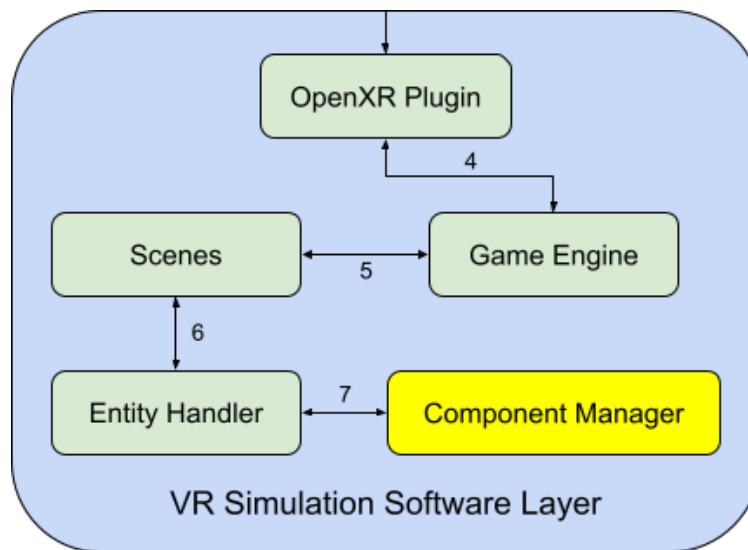 OpenXR Plugin
4
Scenes
5
Game Engine
6
Entity Handler
7
Component Manager
VR Simulation Software Layer